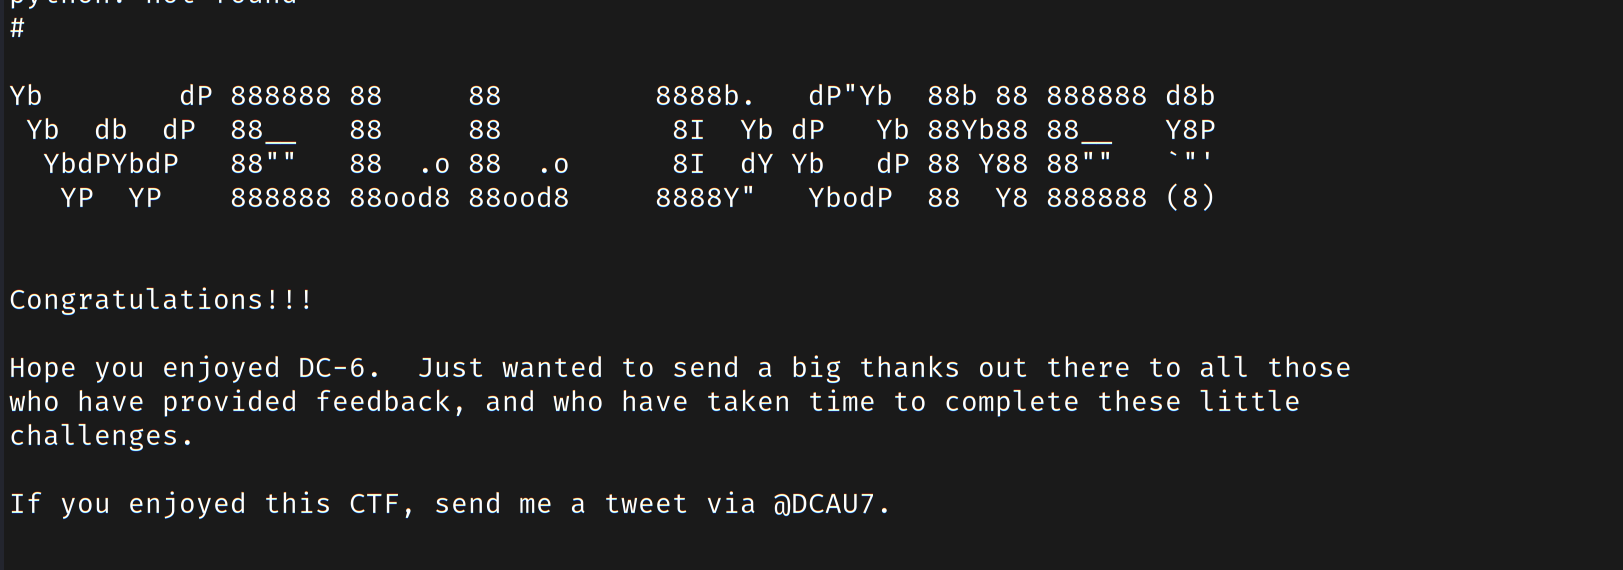 python: not found
#
Yb        dP 888888 88     88         8888b.   dP"Yb  88b 88 888888 d8b
 Yb  db  dP  88__   88     88          8I  Yb dP   Yb 88Yb88 88__   Y8P
  YbdPYbdP   88""   88  .o 88  .o      8I  dY Yb   dP 88 Y88 88""   `"'
   YP  YP    888888 88ood8 88ood8     8888Y"   YbodP  88  Y8 888888 (8)
Congratulations!!!
Hope you enjoyed DC-6.  Just wanted to send a big thanks out there to all those
who have provided feedback, and who have taken time to complete these little
challenges.
If you enjoyed this CTF, send me a tweet via @DCAU7.